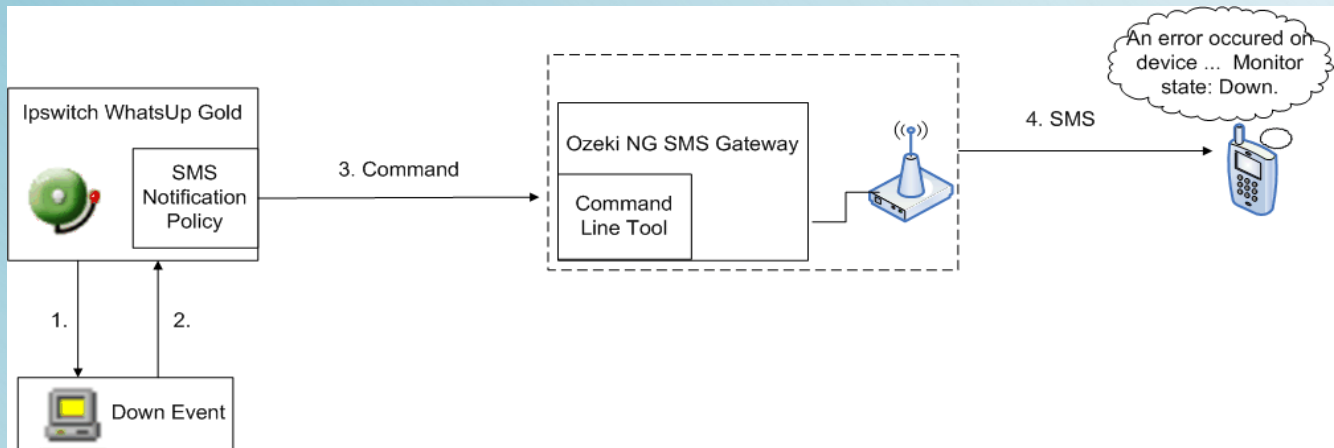 An error occured on
device ... Monitor
state: Down.
Ipswitch WhatsUp Gold
SMS
Notification
Policy
3. Command
Ozeki NG SMS Gateway
Command
Line Tool
4. SMS
1.
2.
Down Event